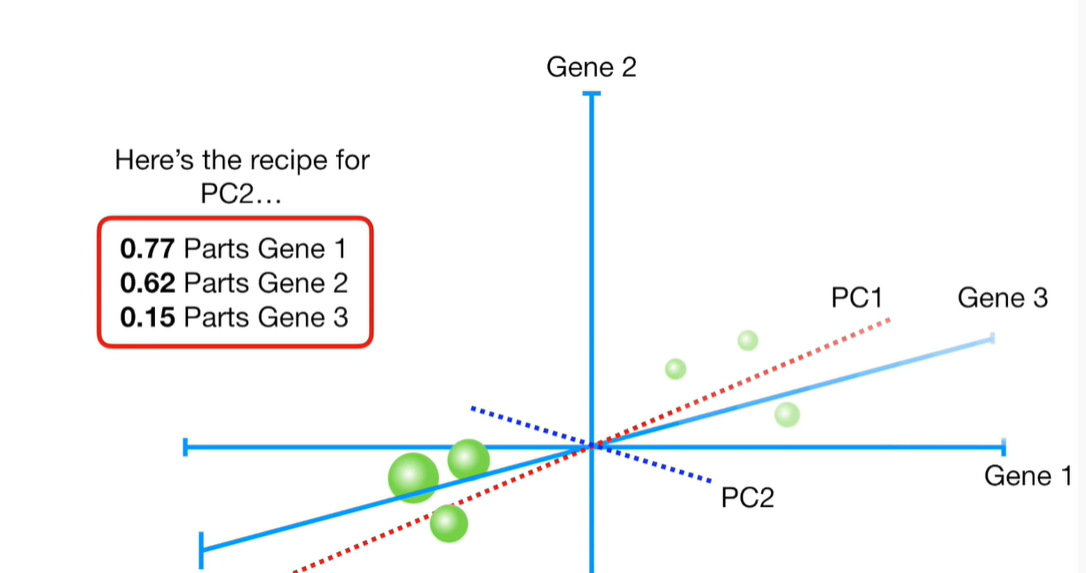 Gene 2
Here’s the recipe for
PC2…
0.77 Parts Gene 1
0.62 Parts Gene 2
0.15 Parts Gene 3
PC1
Gene 3
Gene 1
PC2